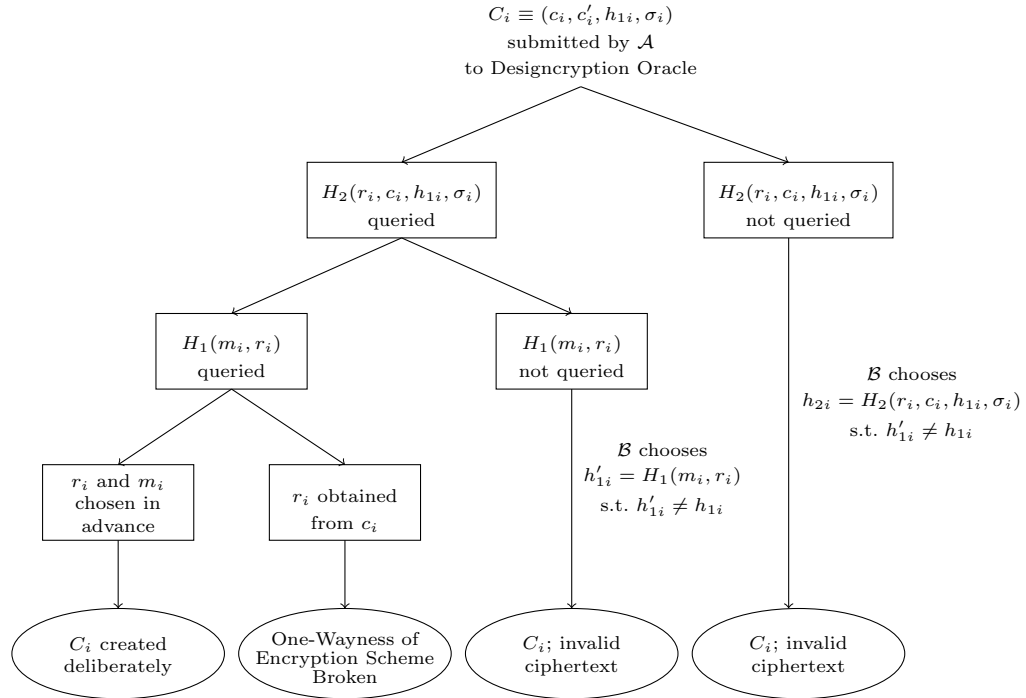 C_i ≡ (c_i, c′_i, h_{1i}, σ_i)
submitted by 𝒜
to Designcryption Oracle
H_2(r_i, c_i, h_{1i}, σ_i)
queried
H_2(r_i, c_i, h_{1i}, σ_i)
not queried
H_1(m_i, r_i)
queried
H_1(m_i, r_i)
not queried
ℬ chooses
h_{2i} = H_2(r_i, c_i, h_{1i}, σ_i)
s.t. h′_{1i} ≠ h_{1i}
ℬ chooses
h′_{1i} = H_1(m_i, r_i)
s.t. h′_{1i} ≠ h_{1i}
r_i and m_i
chosen in
advance
r_i obtained
from c_i
C_i created
deliberately
One-Wayness of
Encryption Scheme
Broken
C_i; invalid
ciphertext
C_i; invalid
ciphertext